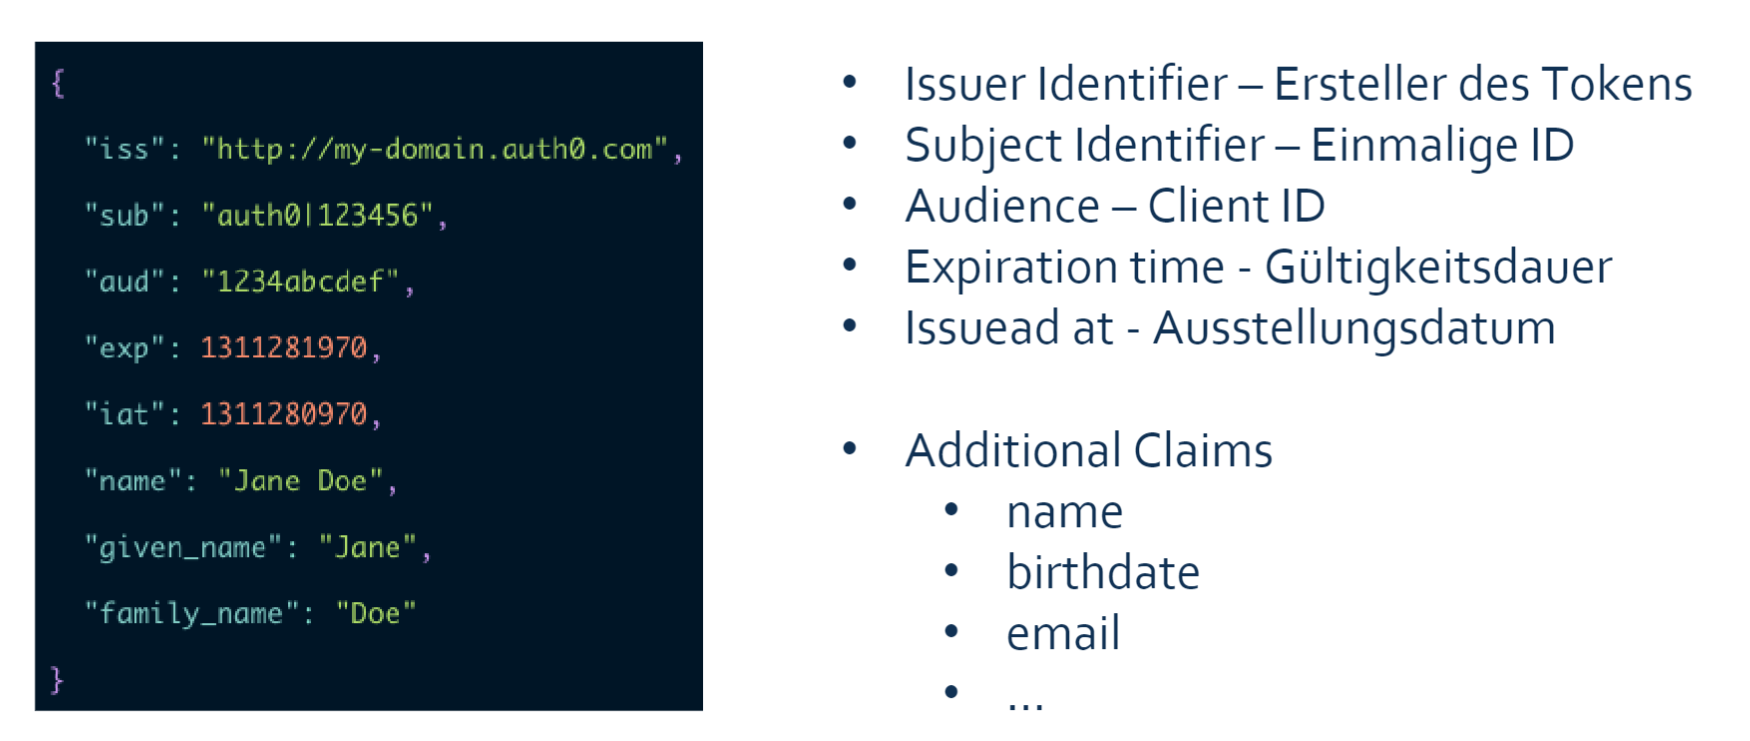 {
"iss": "http://my-domain.auth0.com",
"sub": "auth0|123456",
"aud": "1234abcdef",
"exp": 1311281970,
"iat": 1311280970,
"name": "Jane Doe",
"given_name": "Jane",
"family_name": "Doe"
}
• Issuer Identifier – Ersteller des Tokens
• Subject Identifier – Einmalige ID
• Audience – Client ID
• Expiration time - Gültigkeitsdauer
• Issuead at - Ausstellungsdatum
• Additional Claims
• name
• birthdate
• email
• ...